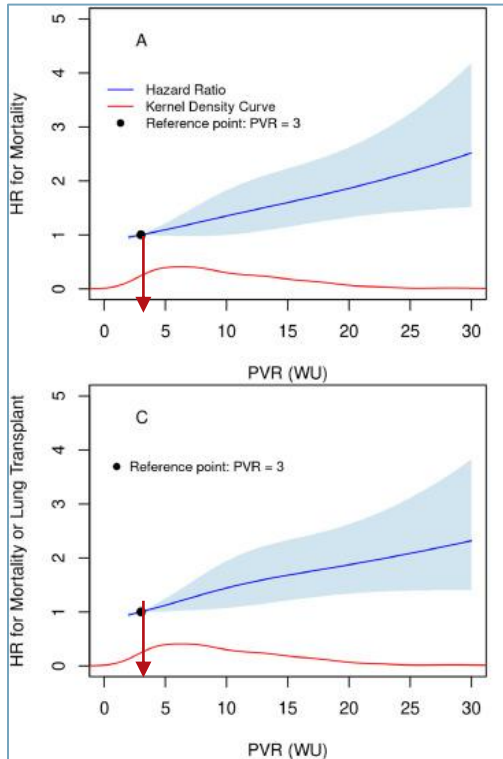 A
Hazard Ratio
Kernel Density Curve
Reference point: PVR = 3
HR for Mortality
5
4
3
2
1
0
0 5 10 15 20 25 30
PVR (WU)
C
Reference point: PVR = 3
HR for Mortality or Lung Transplant
5
4
3
2
1
0
0 5 10 15 20 25 30
PVR (WU)